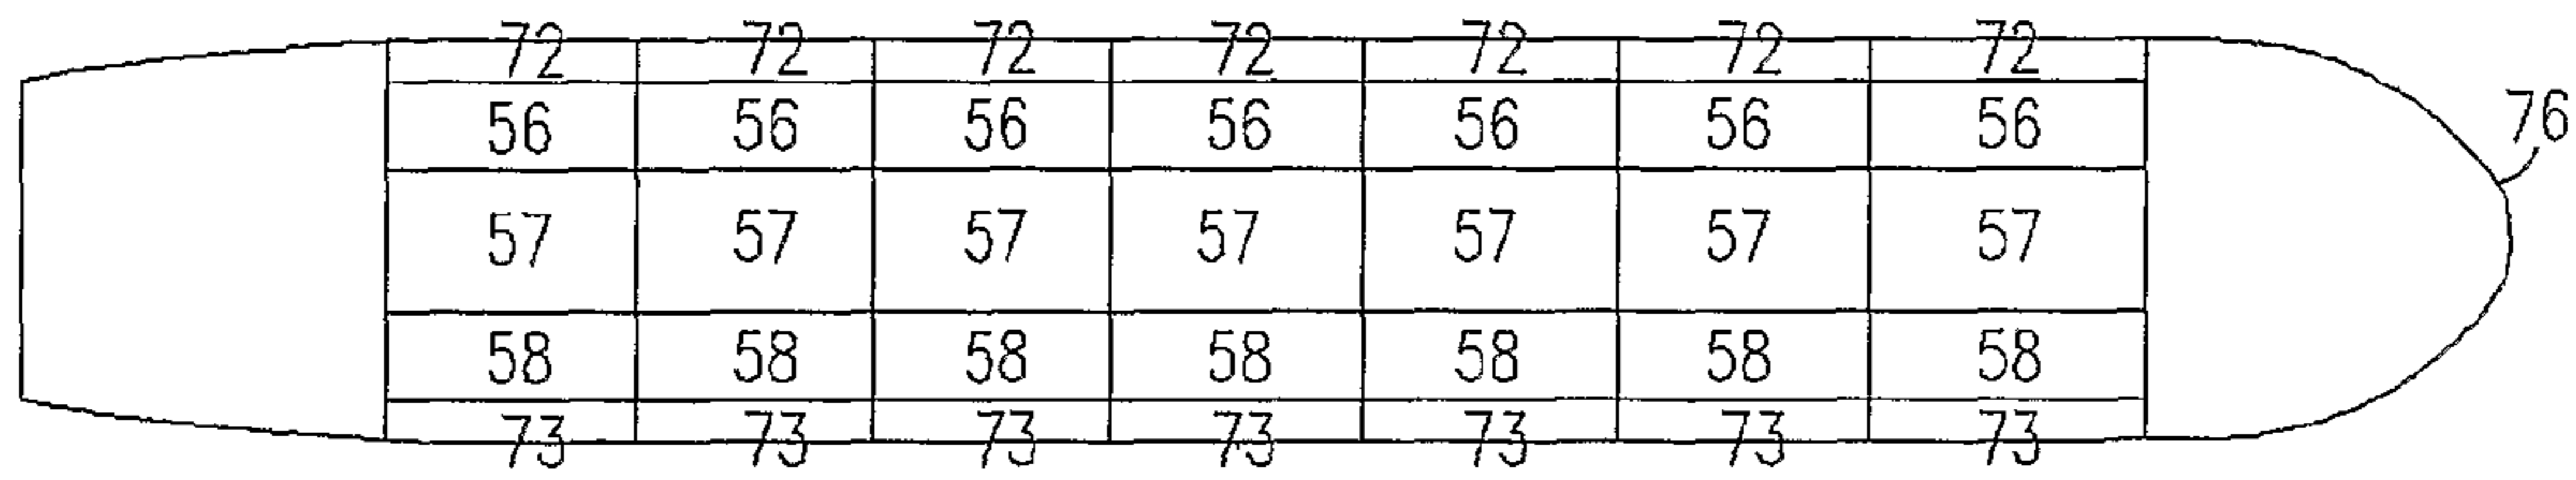 72 72 72 72 72 72 72
56 56 56 56 56 56 56
76
57 57 57 57 57 57 57
58 58 58 58 58 58 58
73 73 73 73 73 73 73